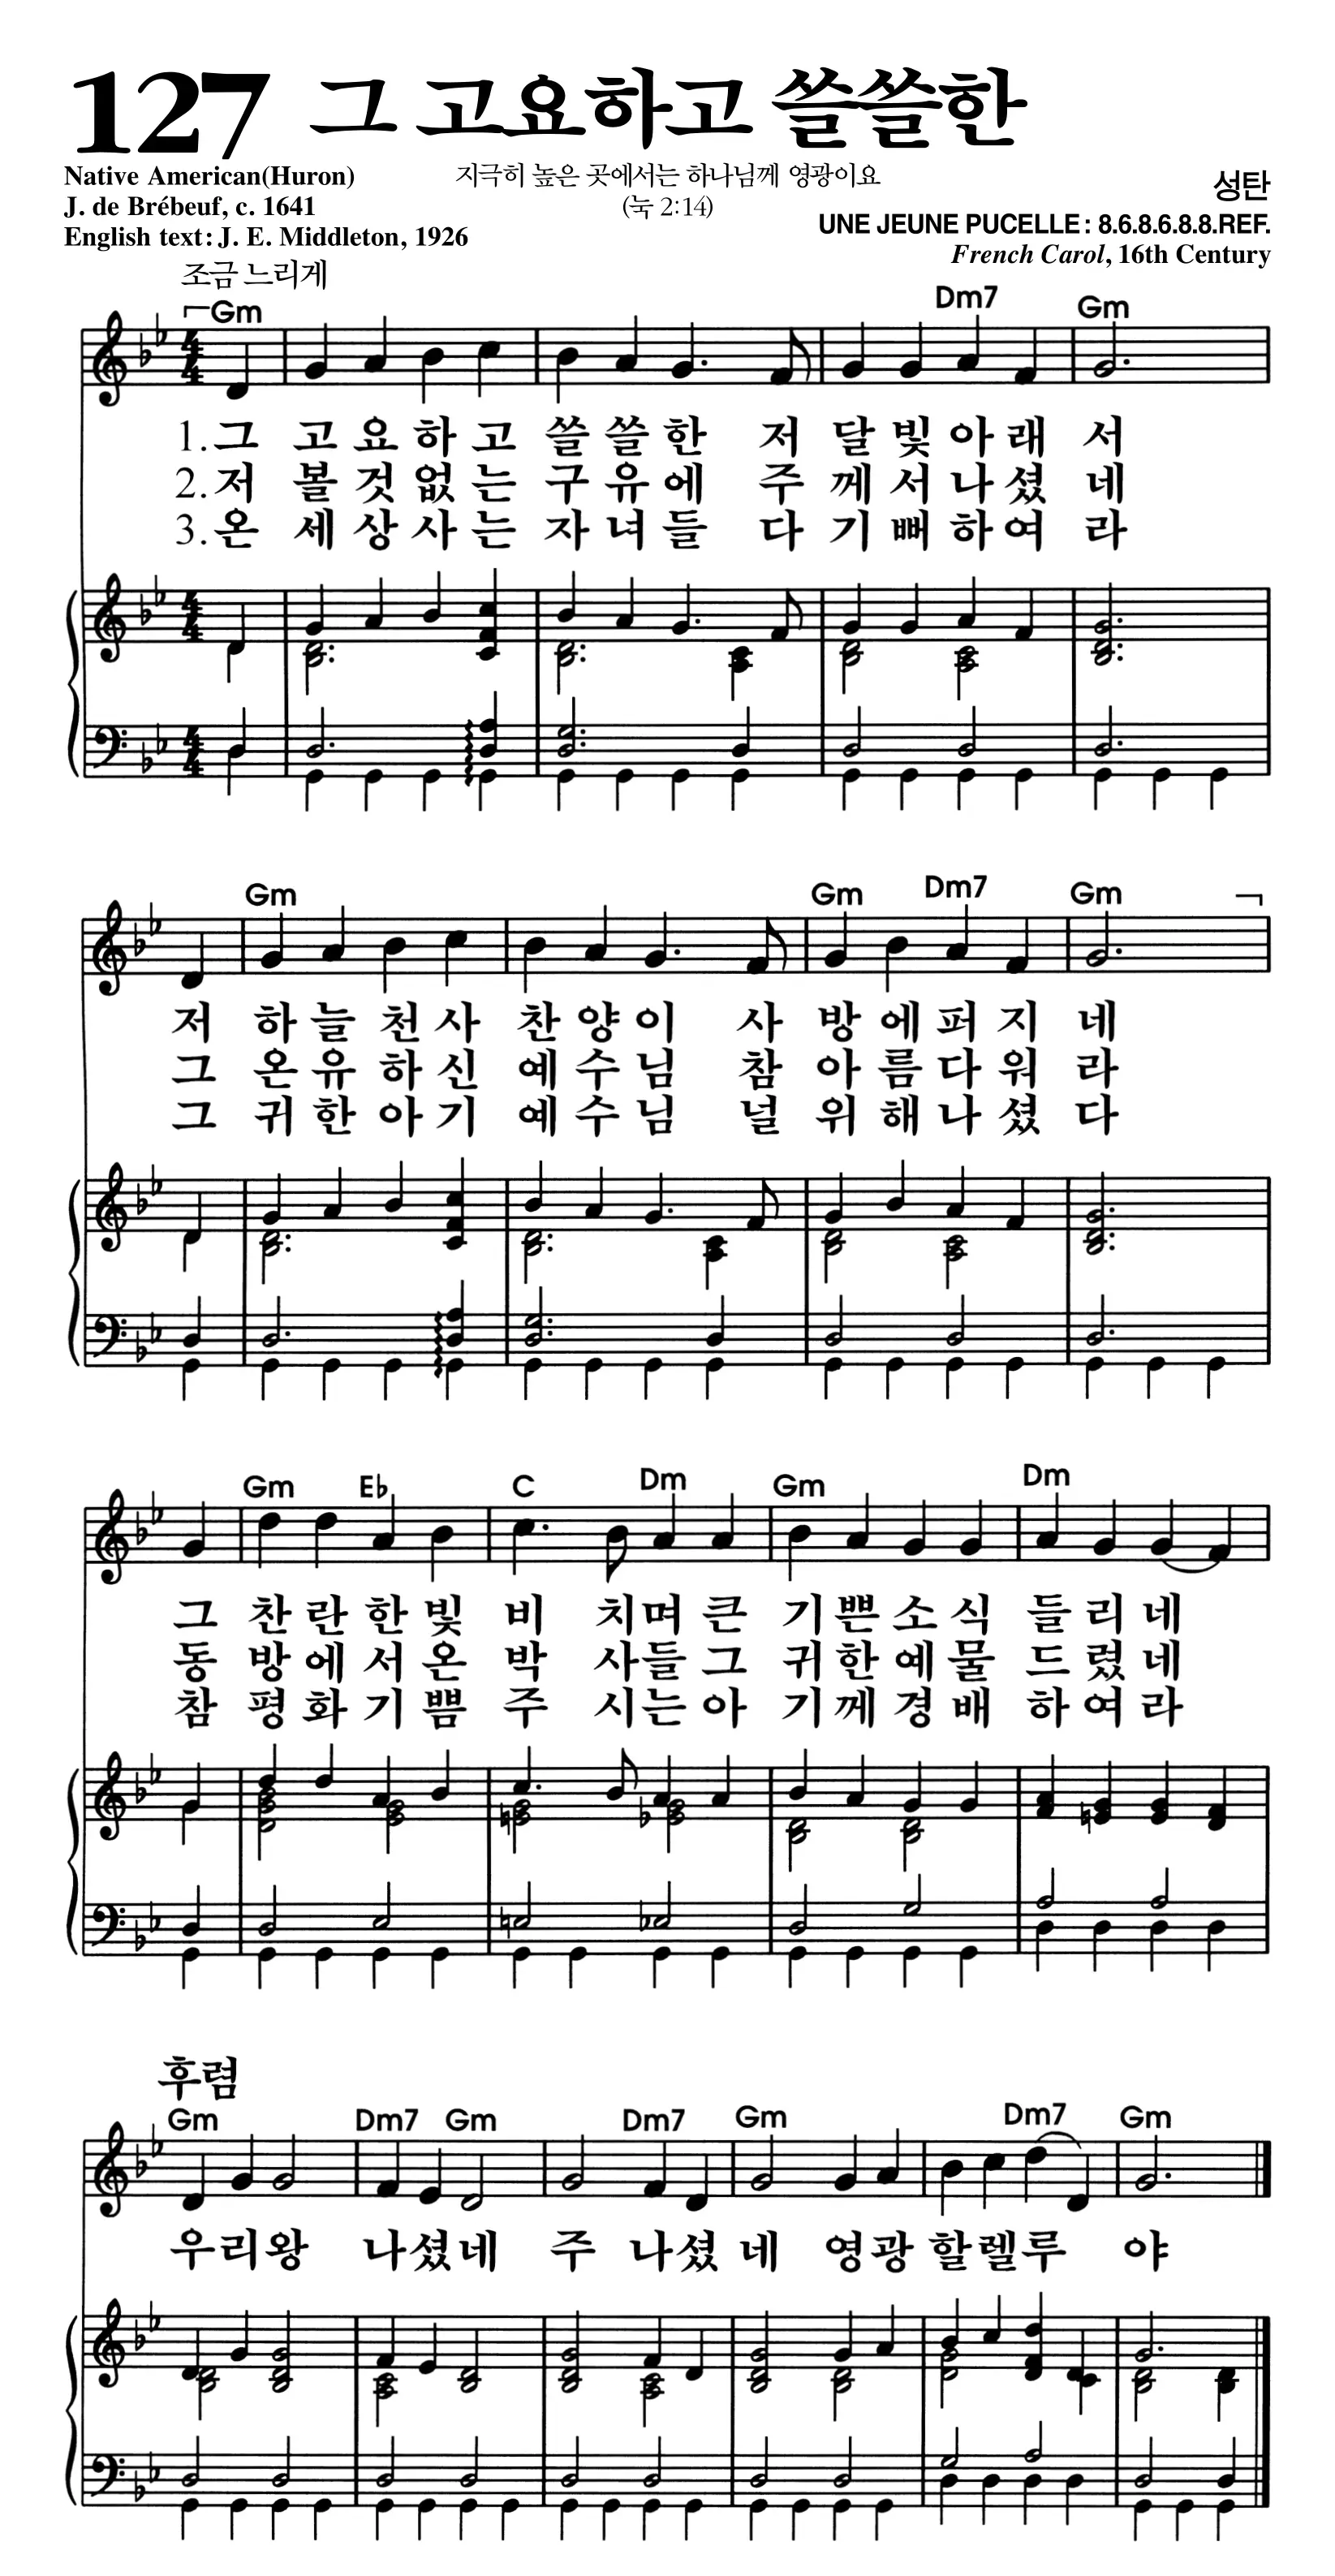 127 그 고요하고 쓸쓸한
Native American(Huron)
J. de Brébeuf, c. 1641
English text: J. E. Middleton, 1926
지극히 높은 곳에서는 하나님께 영광이요
(눅 2:14)
성탄
UNE JEUNE PUCELLE: 8.6.8.6.8.8.REF.
French Carol, 16th Century
조금 느리게
Gm Dm7 Gm
1.그 고 요 하 고 쓸 쓸 한 저 달 빛 아 래 서
2.저 볼 것 없 는 구 유 에 주 께 서 나 셨 네
3.온 세 상 사 는 자 녀 들 다 기 뻐 하 여 라
Gm Gm Dm7 Gm
저 하 늘 천 사 찬 양 이 사 방 에 퍼 지 네
그 온 유 하 신 예 수 님 참 아 름 다 워 라
그 귀 한 아 기 예 수 님 널 위 해 나 셨 다
Gm E♭ C Dm Gm Dm
그 찬 란 한 빛 비 치며 큰 기 쁜 소 식 들 리 네
동 방 에 서 온 박 사들 그 귀 한 예 물 드 렸 네
참 평 화 기 쁨 주 시는 아 기 께 경 배 하 여 라
후렴
Gm Dm7 Gm Dm7 Gm Dm7 Gm
우리왕 나셨네 주 나셨 네 영광 할렐루 야